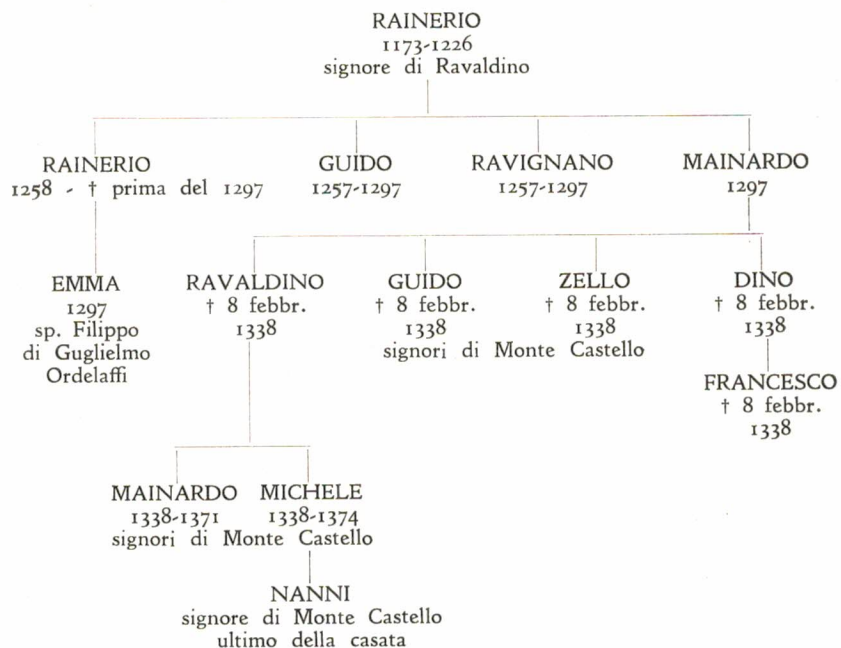 RAINERIO
1173-1226
signore di Ravaldino
RAINERIO GUIDO RAVIGNANO MAINARDO
1258 - † prima del 1297 1257-1297 1257-1297 1297
EMMA RAVALDINO GUIDO ZELLO DINO
1297 † 8 febbr. † 8 febbr. † 8 febbr. † 8 febbr.
sp. Filippo 1338 1338 1338 1338
di Guglielmo signori di Monte Castello
Ordelaffi
FRANCESCO
† 8 febbr.
1338
MAINARDO MICHELE
1338-1371 1338-1374
signori di Monte Castello
NANNI
signore di Monte Castello
ultimo della casata